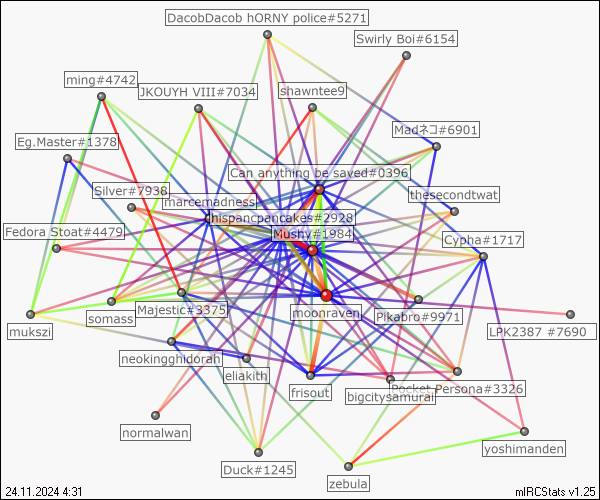 DacobDacob hORNY police#5271
Swirly Boi#6154
ming#4742
JKOUYH VIII#7034
shawntee9
Madネコ#6901
Eg.Master#1378
Can anything be saved#0396
Silver#7938
marcemadness
thesecondtwat
hispancpancakes#2928
Fedora Stoat#4479
Mushy#1984
Cypha#1717
mukszi
somass
Majestic#3375
moonraven
Pikabro#9971
LPK2387 #7690
neokingghidorah
eliakith
frisout
Pocket Persona#3326
bigcitysamurai
normalwan
yoshimanden
Duck#1245
zebula
24.11.2024 4:31
mIRCStats v1.25